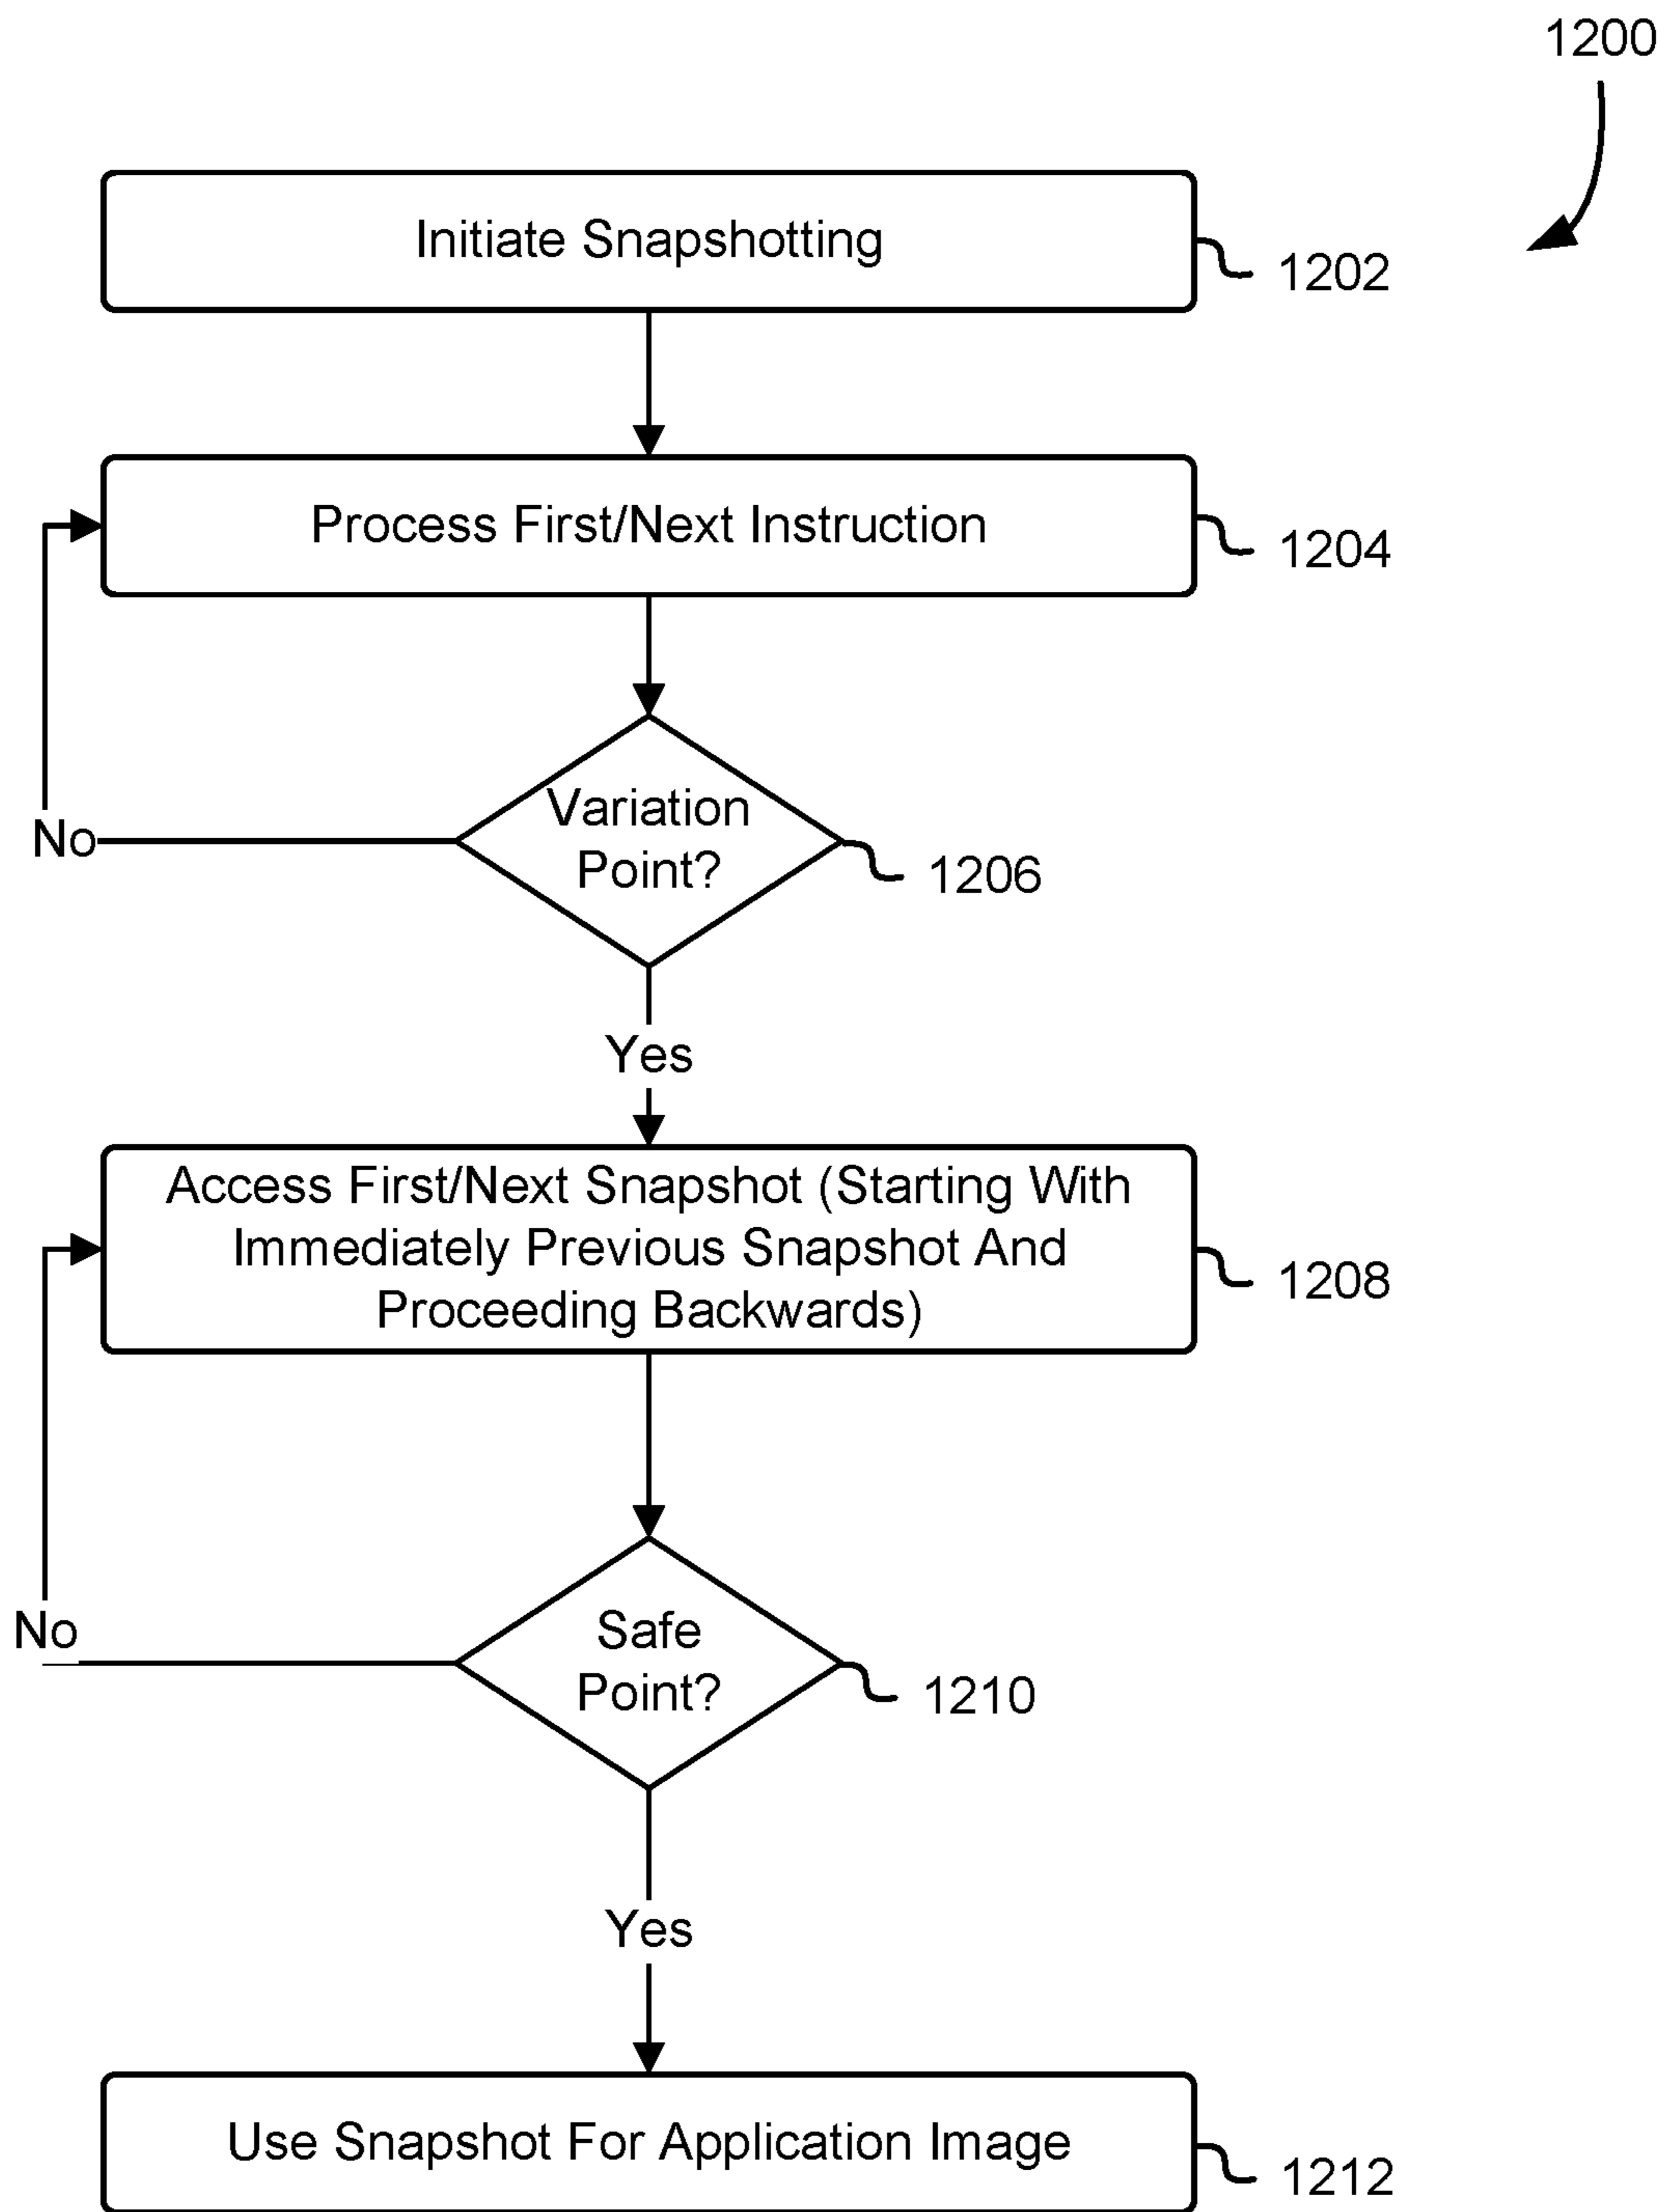 1200
Initiate Snapshotting
1202
Process First/Next Instruction
1204
Variation
Point?
1206
No
Yes
Access First/Next Snapshot (Starting With
Immediately Previous Snapshot And
Proceeding Backwards)
1208
Safe
Point?
1210
No
Yes
Use Snapshot For Application Image
1212